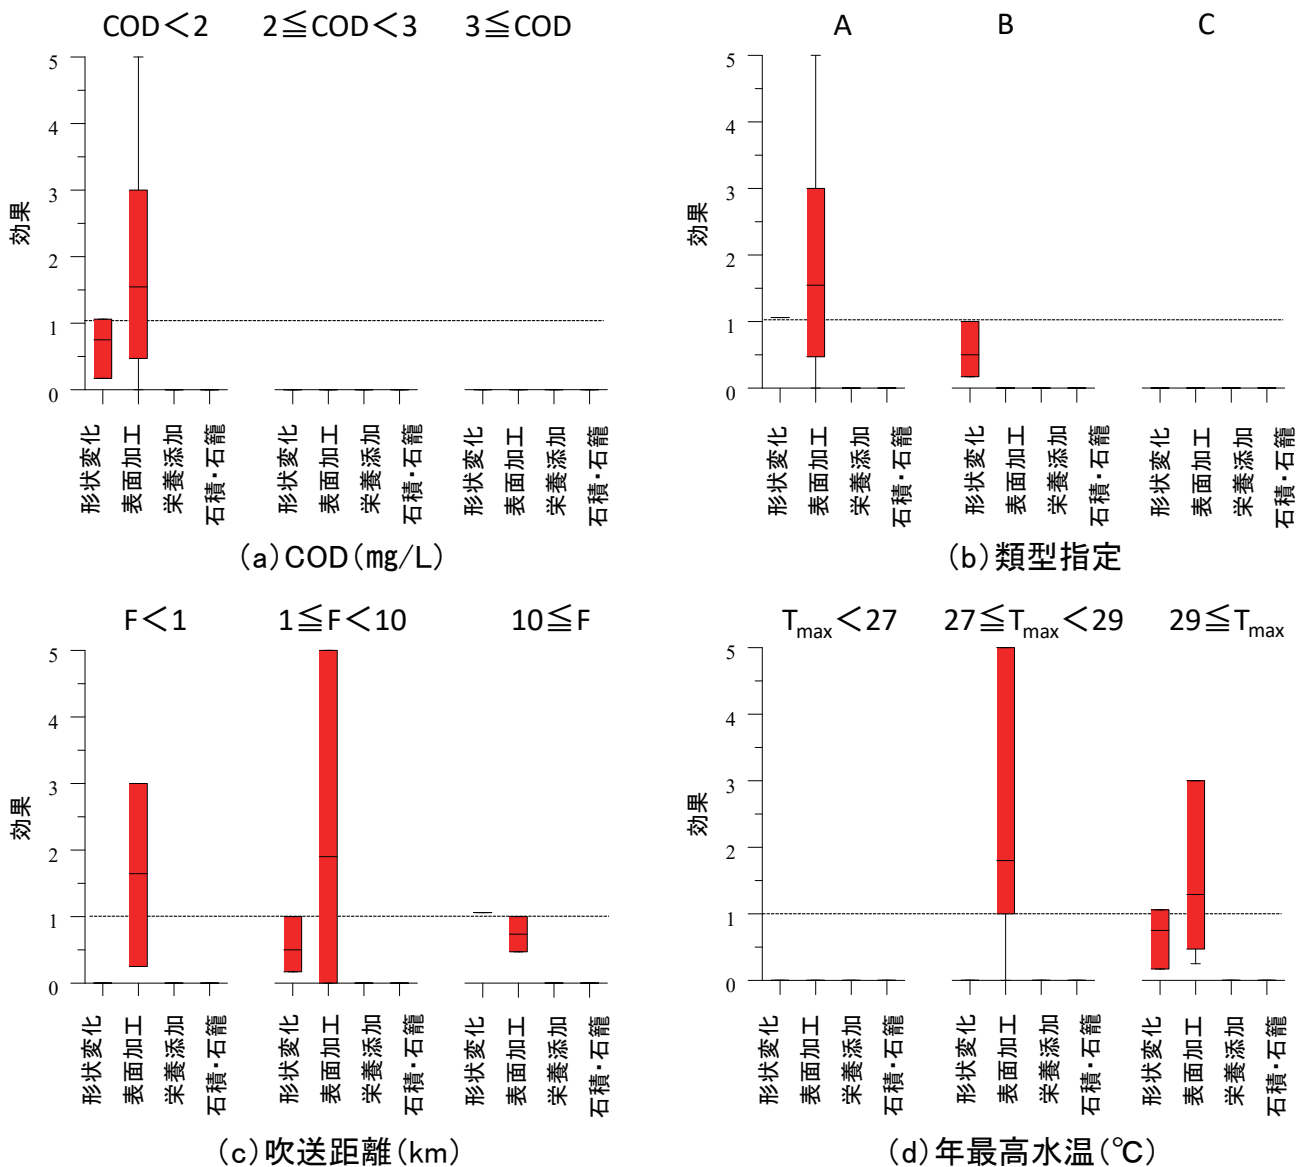 COD＜2　2≦COD＜3　3≦COD
5
4
3
2
1
0
効果
形状変化 表面加工 栄養添加 石積・石籠 形状変化 表面加工 栄養添加 石積・石籠 形状変化 表面加工 栄養添加 石積・石籠
(a)COD(㎎/L)
A B C
5
4
3
2
1
0
効果
形状変化 表面加工 栄養添加 石積・石籠 形状変化 表面加工 栄養添加 石積・石籠 形状変化 表面加工 栄養添加 石積・石籠
(b)類型指定
F＜1　1≦F＜10　10≦F
5
4
3
2
1
0
効果
形状変化 表面加工 栄養添加 石積・石籠 形状変化 表面加工 栄養添加 石積・石籠 形状変化 表面加工 栄養添加 石積・石籠
(c)吹送距離(km)
Tmax＜27　27≦Tmax＜29　29≦Tmax
5
4
3
2
1
0
効果
形状変化 表面加工 栄養添加 石積・石籠 形状変化 表面加工 栄養添加 石積・石籠 形状変化 表面加工 栄養添加 石積・石籠
(d)年最高水温(℃)